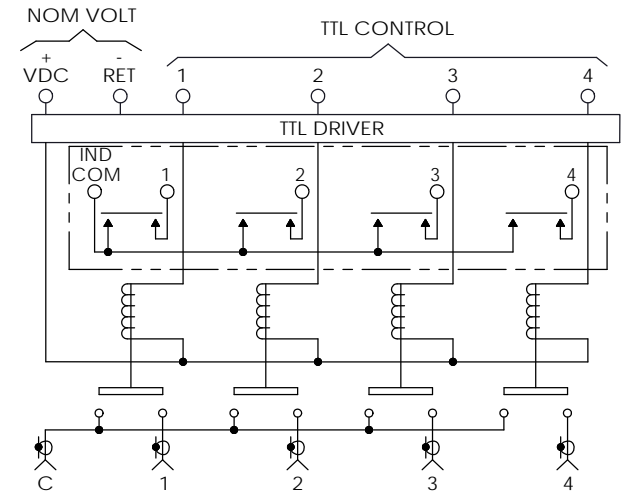 NOM VOLT
TTL CONTROL
+ -
VDC RET 1 2 3 4
TTL DRIVER
IND
COM 1 2 3 4
C 1 2 3 4